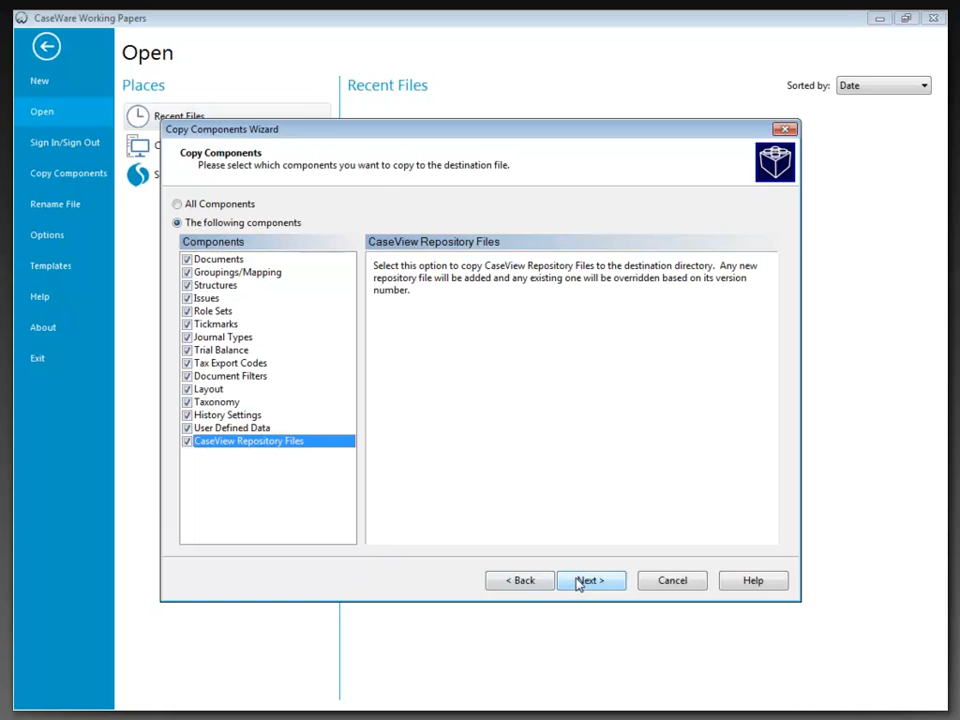 CaseWare Working Papers
Open
New
Open
Sign In/Sign Out
Copy Components
Rename File
Options
Templates
Help
About
Exit
Places
Recent Files
Recent Files
Sorted by:
Date
Copy Components Wizard
Copy Components
Please select which components you want to copy to the destination file.
All Components
The following components
Components
Documents
Groupings/Mapping
Structures
Issues
Role Sets
Tickmarks
Journal Types
Trial Balance
Tax Export Codes
Document Filters
Layout
Taxonomy
History Settings
User Defined Data
CaseView Repository Files
CaseView Repository Files
Select this option to copy CaseView Repository Files to the destination directory. Any new
repository file will be added and any existing one will be overridden based on its version
number.
< Back
Next >
Cancel
Help